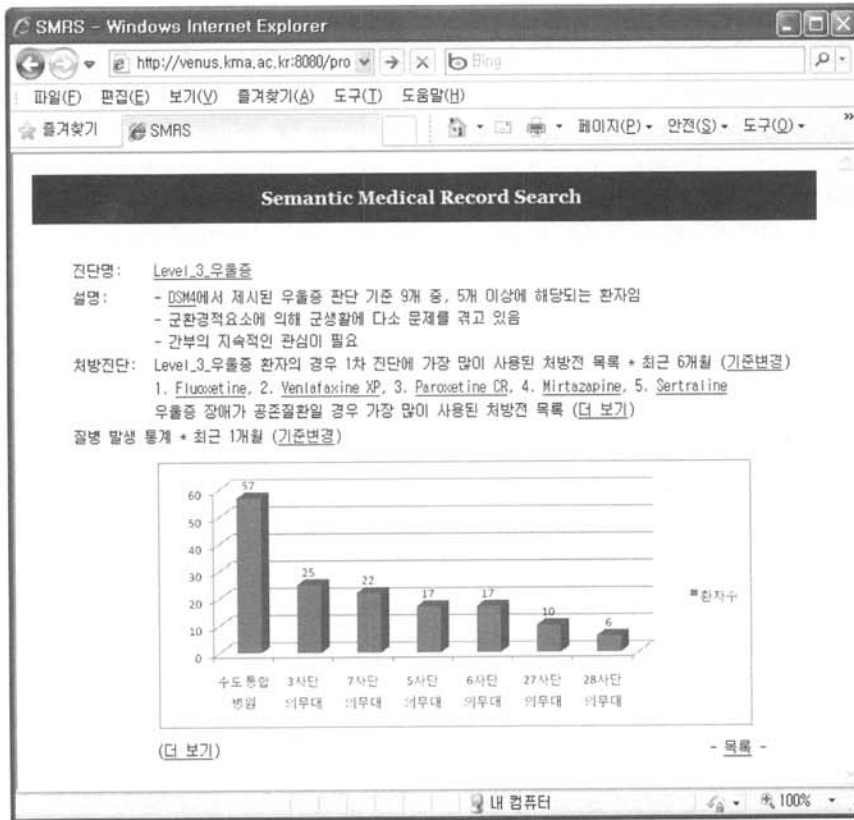 SMRS - Windows Internet Explorer
http://venus.kma.ac.kr:8080/pro
Bing
파일(F) 편집(E) 보기(V) 즐겨찾기(A) 도구(T) 도움말(H)
즐겨찾기 SMRS 페이지(P) 안전(S) 도구(O) »
Semantic Medical Record Search
진단명: Level_3_우울증
설명: - DSM4에서 제시된 우울증 판단 기준 9개 중, 5개 이상에 해당되는 환자임
- 군환경적요소에 의해 군생활에 다소 문제를 겪고 있음
- 간부의 지속적인 관심이 필요
처방진단: Level_3_우울증 환자의 경우 1차 진단에 가장 많이 사용된 처방전 목록 * 최근 6개월 (기준변경)
1. Fluoxetine, 2. Venlafaxine XP, 3. Paroxetine CR, 4. Mirtazapine, 5. Sertraline
우울증 장애가 공존질환일 경우 가장 많이 사용된 처방전 목록 (더 보기)
질병 발생 통계 * 최근 1개월 (기준변경)
60
50
40
30
20
10
0
57
25
22
17
17
10
6
환자수
수도통합병원
3사단 의무대
7사단 의무대
5사단 의무대
6사단 의무대
27사단 의무대
28사단 의무대
(더 보기)
- 목록 -
내 컴퓨터
100%